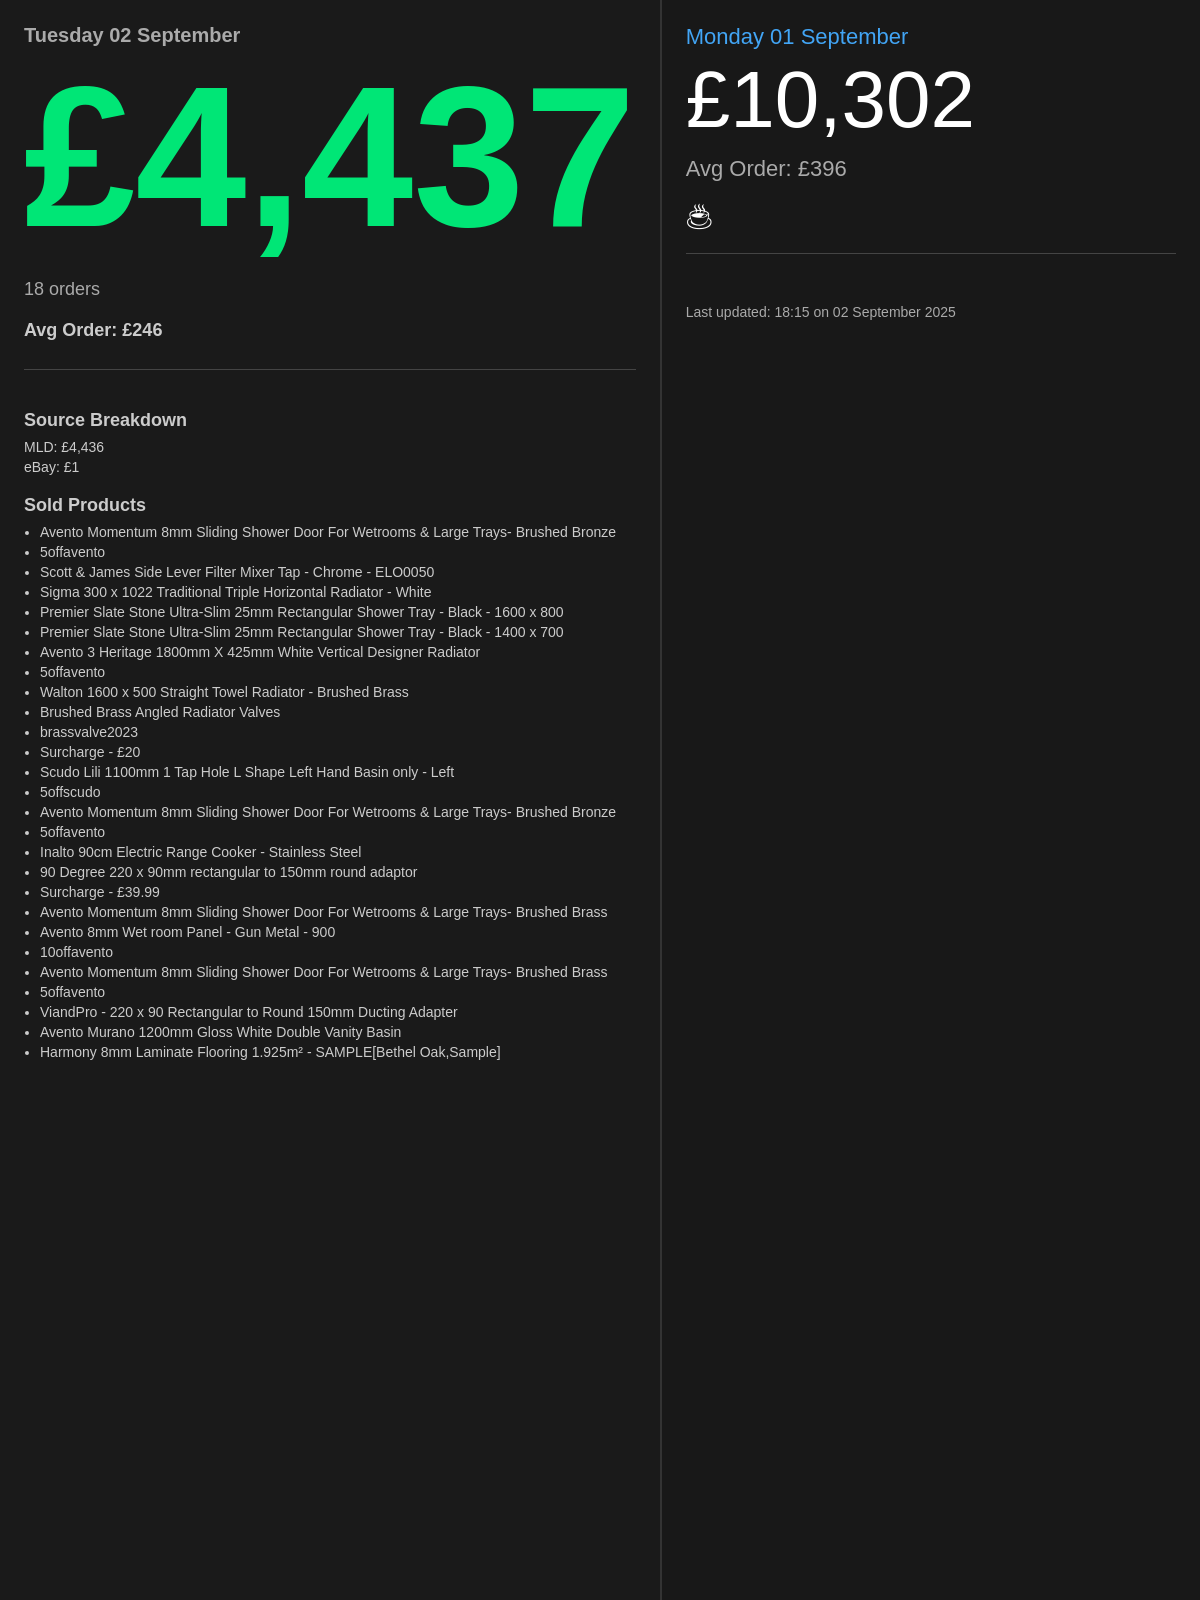 Tuesday 02 September
£4,437
18 orders
Avg Order: £246
Source Breakdown
MLD: £4,436
eBay: £1
Sold Products
• Avento Momentum 8mm Sliding Shower Door For Wetrooms & Large Trays- Brushed Bronze
• 5offavento
• Scott & James Side Lever Filter Mixer Tap - Chrome - ELO0050
• Sigma 300 x 1022 Traditional Triple Horizontal Radiator - White
• Premier Slate Stone Ultra-Slim 25mm Rectangular Shower Tray - Black - 1600 x 800
• Premier Slate Stone Ultra-Slim 25mm Rectangular Shower Tray - Black - 1400 x 700
• Avento 3 Heritage 1800mm X 425mm White Vertical Designer Radiator
• 5offavento
• Walton 1600 x 500 Straight Towel Radiator - Brushed Brass
• Brushed Brass Angled Radiator Valves
• brassvalve2023
• Surcharge - £20
• Scudo Lili 1100mm 1 Tap Hole L Shape Left Hand Basin only - Left
• 5offscudo
• Avento Momentum 8mm Sliding Shower Door For Wetrooms & Large Trays- Brushed Bronze
• 5offavento
• Inalto 90cm Electric Range Cooker - Stainless Steel
• 90 Degree 220 x 90mm rectangular to 150mm round adaptor
• Surcharge - £39.99
• Avento Momentum 8mm Sliding Shower Door For Wetrooms & Large Trays- Brushed Brass
• Avento 8mm Wet room Panel - Gun Metal - 900
• 10offavento
• Avento Momentum 8mm Sliding Shower Door For Wetrooms & Large Trays- Brushed Brass
• 5offavento
• ViandPro - 220 x 90 Rectangular to Round 150mm Ducting Adapter
• Avento Murano 1200mm Gloss White Double Vanity Basin
• Harmony 8mm Laminate Flooring 1.925m² - SAMPLE[Bethel Oak,Sample]
Monday 01 September
£10,302
Avg Order: £396
☕
Last updated: 18:15 on 02 September 2025